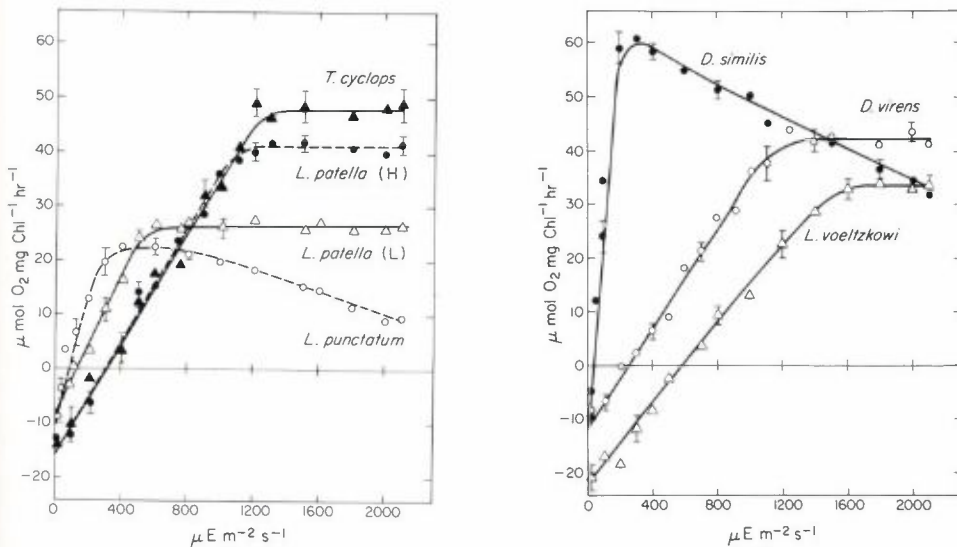 60
50
40
30
20
10
0
-10
-20
μ mol O₂ mg Chl⁻¹ hr⁻¹
T. cyclops
L. patella (H)
L. patella (L)
L. punctatum
0
400
800
1200
1600
2000
μE m⁻² s⁻¹
60
50
40
30
20
10
0
-10
-20
μ mol O₂ mg Chl⁻¹ hr⁻¹
D. similis
D. virens
L. voeltzkowi
0
400
800
1200
1600
2000
μE m⁻² s⁻¹